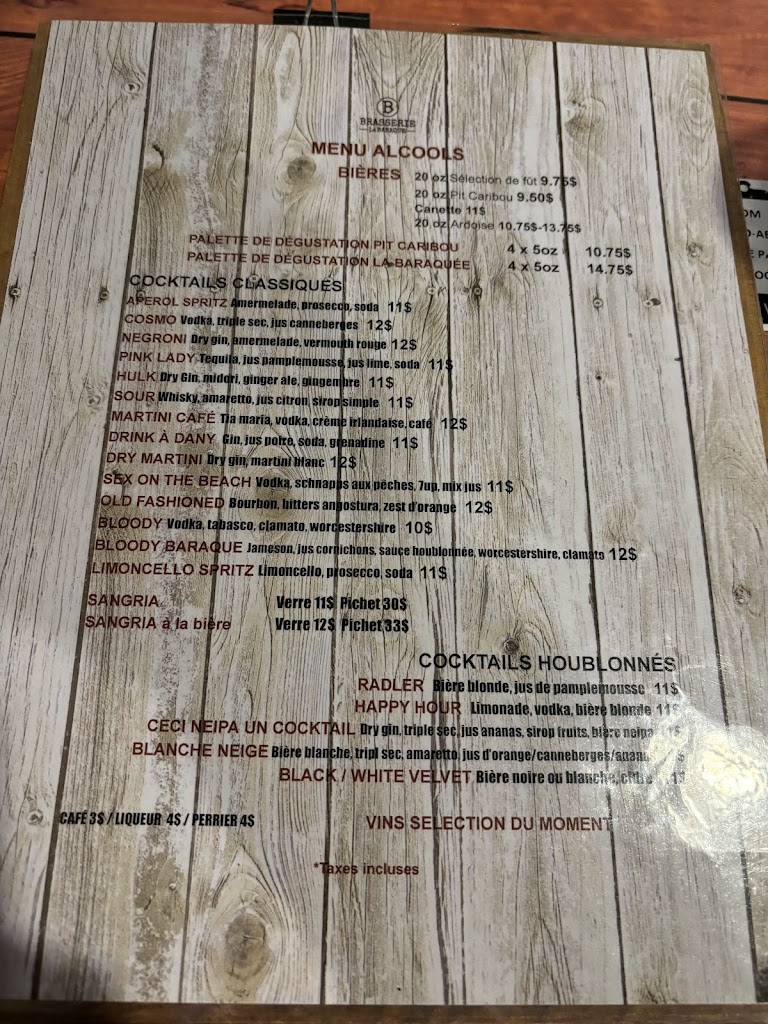 B
BRASSERIE
LA BARAQUE
MENU ALCOOLS
BIÈRES 20 oz Sélection de fût 9.75$
20 oz Pit Caribou 9.50$
Canette 11$
20 oz Ardoise 10.75$-13.75$
PALETTE DE DÉGUSTATION PIT CARIBOU 4 x 5oz 10.75$
PALETTE DE DÉGUSTATION LA BARAQUÉE 4 x 5oz 14.75$
COCKTAILS CLASSIQUES
APEROL SPRITZ Amermelade, prosecco, soda 11$
COSMO Vodka, triple sec, jus canneberges 12$
NEGRONI Dry gin, amermelade, vermouth rouge 12$
PINK LADY Tequila, jus pamplemousse, jus lime, soda 11$
HULK Dry Gin, midori, ginger ale, gingembre 11$
SOUR Whisky, amaretto, jus citron, sirop simple 11$
MARTINI CAFÉ Tia maria, vodka, crème irlandaise, café 12$
DRINK À DANY Gin, jus poire, soda, grenadine 11$
DRY MARTINI Dry gin, martini blanc 12$
SEX ON THE BEACH Vodka, schnapps aux pêches, 7up, mix jus 11$
OLD FASHIONED Bourbon, bitters angostura, zest d'orange 12$
BLOODY Vodka, tabasco, clamato, worcestershire 10$
BLOODY BARAQUE Jameson, jus cornichons, sauce houblonnée, worcestershire, clamato 12$
LIMONCELLO SPRITZ Limoncello, prosecco, soda 11$
SANGRIA Verre 11$ Pichet 30$
SANGRIA à la bière Verre 12$ Pichet 33$
COCKTAILS HOUBLONNÉS
RADLER Bière blonde, jus de pamplemousse 11$
HAPPY HOUR Limonade, vodka, bière blonde 11$
CECI NEIPA UN COCKTAIL Dry gin, triple sec, jus ananas, sirop fruits, bière neipa
BLANCHE NEIGE Bière blanche, tripl sec, amaretto, jus d'orange/canneberges/
BLACK / WHITE VELVET Bière noire ou blanche, cidre
CAFÉ 3$ / LIQUEUR 4$ / PERRIER 4$
VINS SELECTION DU MOMENT
*Taxes incluses